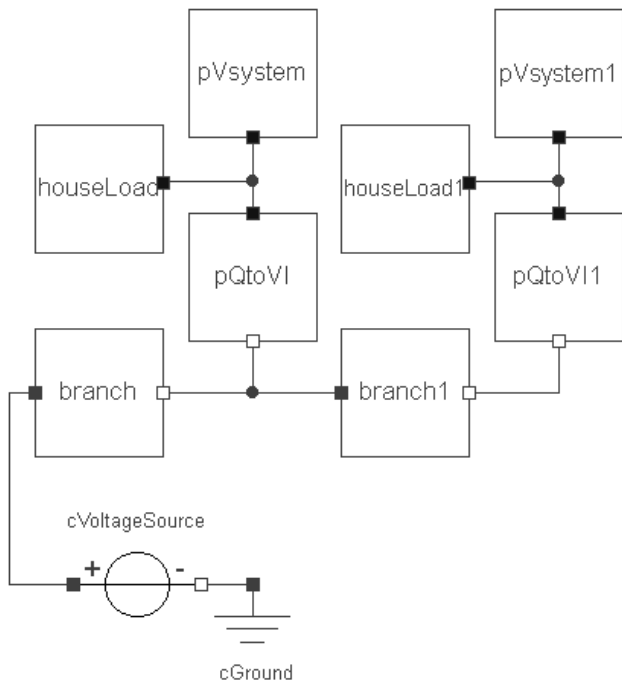 pVsystem
pVsystem1
houseLoad
houseLoad1
pQtoVI
pQtoVI1
branch
branch1
cVoltageSource
+
-
cGround